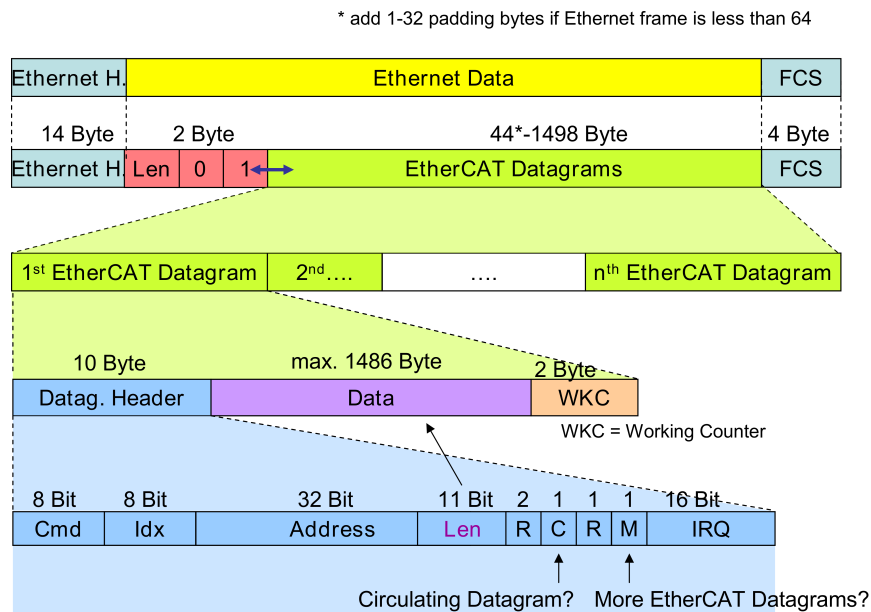 * add 1-32 padding bytes if Ethernet frame is less than 64
Ethernet H. Ethernet Data FCS
14 Byte 2 Byte 44*-1498 Byte 4 Byte
Ethernet H. Len 0 1 EtherCAT Datagrams FCS
1st EtherCAT Datagram 2nd.... .... nth EtherCAT Datagram
10 Byte max. 1486 Byte 2 Byte
Datag. Header Data WKC
WKC = Working Counter
8 Bit 8 Bit 32 Bit 11 Bit 2 1 1 1 16 Bit
Cmd Idx Address Len R C R M IRQ
Circulating Datagram? More EtherCAT Datagrams?